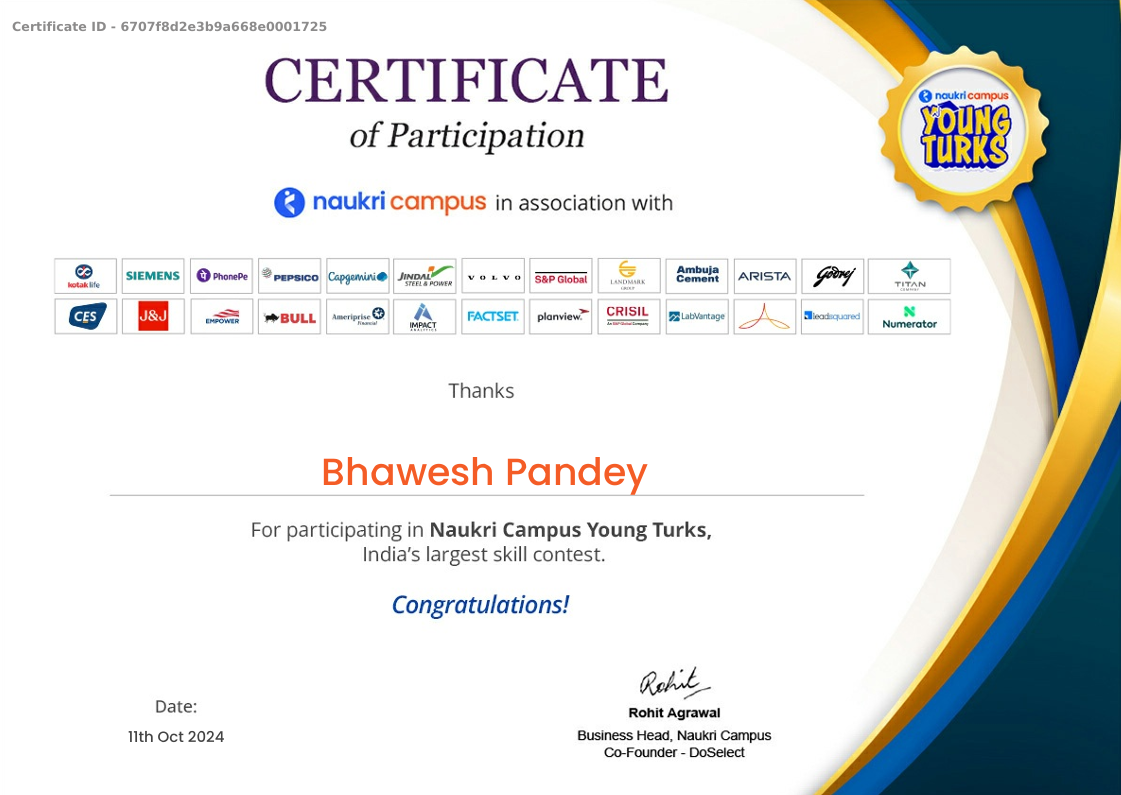 Certificate ID - 6707f8d2e3b9a668e0001725
CERTIFICATE
of Participation
naukri campus
YOUNG
TURKS
naukri campus in association with
kotak life SIEMENS PhonePe PEPSICO Capgemini JINDAL STEEL & POWER VOLVO S&P Global LANDMARK GROUP Ambuja Cement ARISTA Godrej TITAN COMPANY
CES J&J EMPOWER BULL Ameriprise Financial IMPACT ANALYTICS FACTSET planview CRISIL An S&P Global Company LabVantage leadsquared Numerator
Thanks
Bhawesh Pandey
For participating in Naukri Campus Young Turks,
India's largest skill contest.
Congratulations!
Date:
11th Oct 2024
Rohit
Rohit Agrawal
Business Head, Naukri Campus
Co-Founder - DoSelect